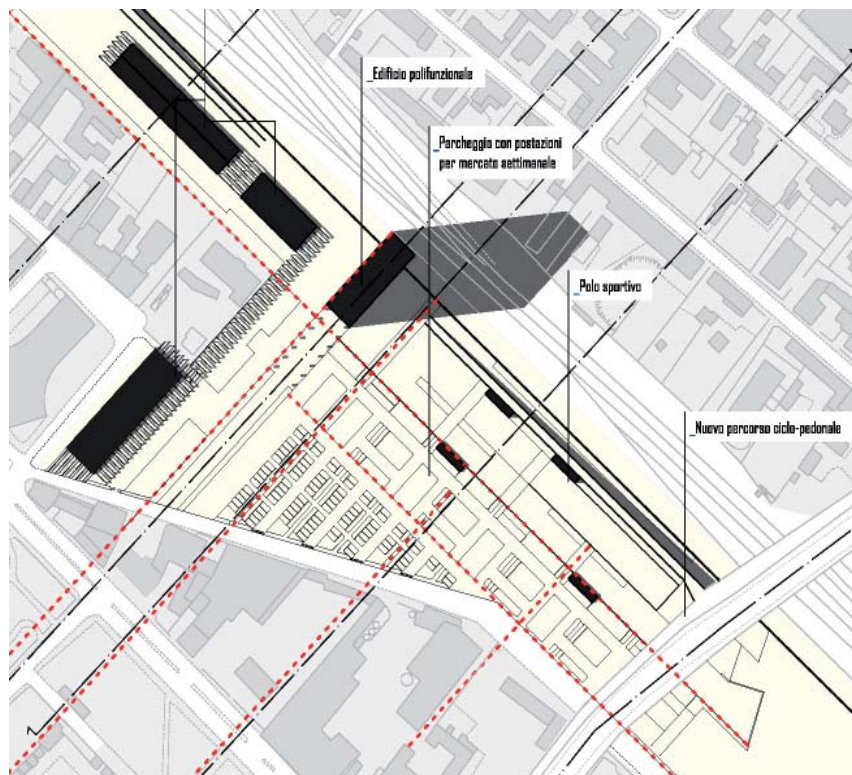 _Edificio polifunzionale
_Parcheggio con postazioni
per mercato settimanale
_Polo sportivo
_Nuovo percorso ciclo-pedonale